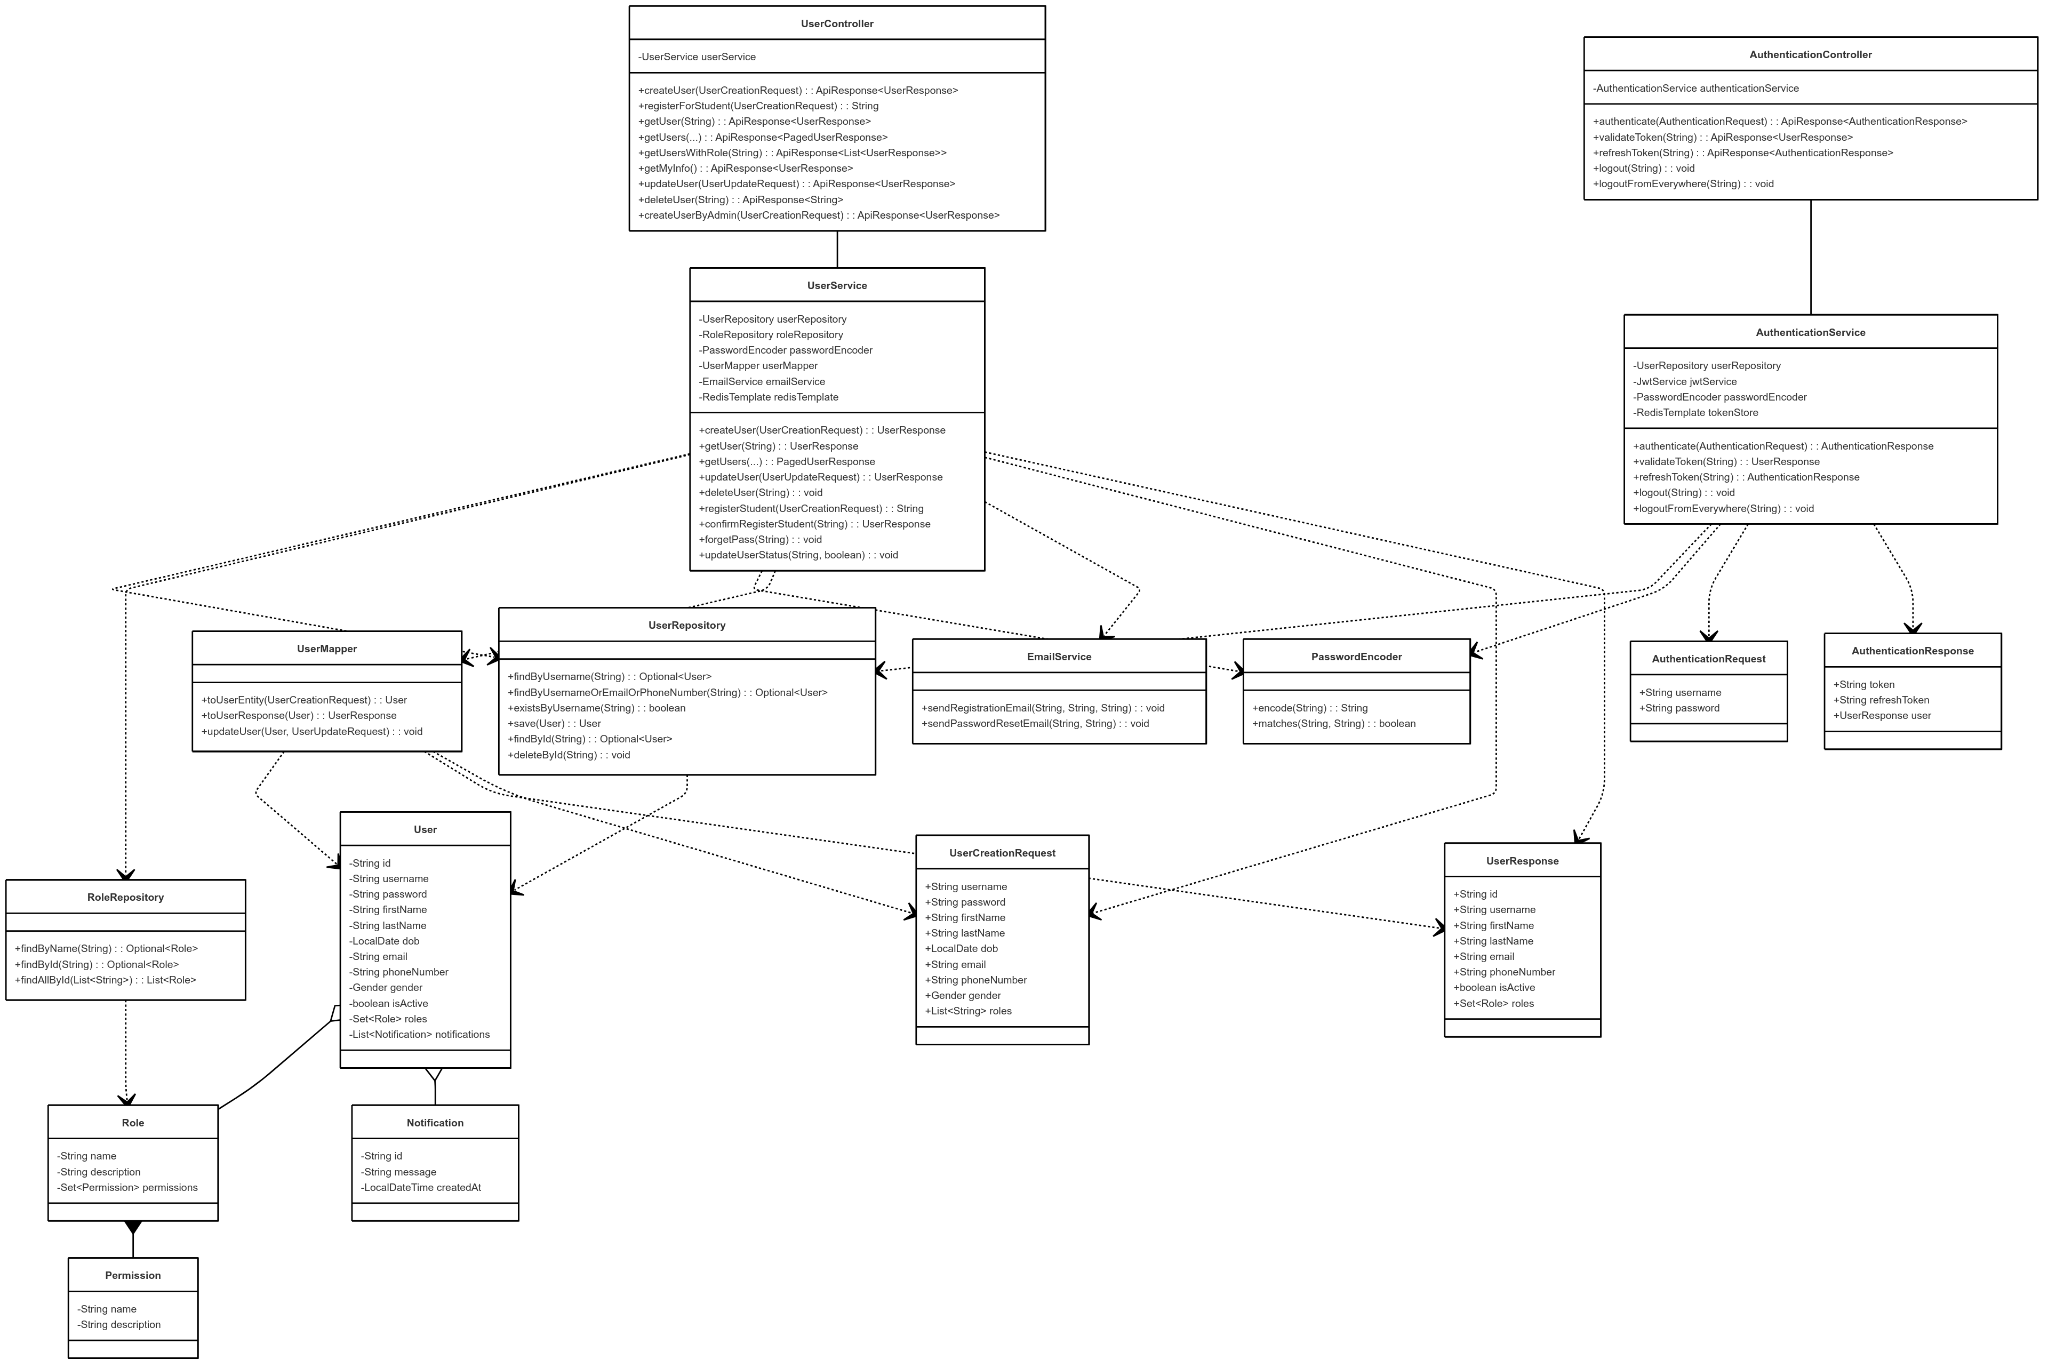 UserController
-UserService userService
+createUser(UserCreationRequest) : : ApiResponse<UserResponse>
+registerForStudent(UserCreationRequest) : : String
+getUser(String) : : ApiResponse<UserResponse>
+getUsers(...) : : ApiResponse<PagedUserResponse>
+getUsersWithRole(String) : : ApiResponse<List<UserResponse>>
+getMyInfo() : : ApiResponse<UserResponse>
+updateUser(UserUpdateRequest) : : ApiResponse<UserResponse>
+deleteUser(String) : : ApiResponse<String>
+createUserByAdmin(UserCreationRequest) : : ApiResponse<UserResponse>
AuthenticationController
-AuthenticationService authenticationService
+authenticate(AuthenticationRequest) : : ApiResponse<AuthenticationResponse>
+validateToken(String) : : ApiResponse<UserResponse>
+refreshToken(String) : : ApiResponse<AuthenticationResponse>
+logout(String) : : void
+logoutFromEverywhere(String) : : void
UserService
-UserRepository userRepository
-RoleRepository roleRepository
-PasswordEncoder passwordEncoder
-UserMapper userMapper
-EmailService emailService
-RedisTemplate redisTemplate
+createUser(UserCreationRequest) : : UserResponse
+getUser(String) : : UserResponse
+getUsers(...) : : PagedUserResponse
+updateUser(UserUpdateRequest) : : UserResponse
+deleteUser(String) : : void
+registerStudent(UserCreationRequest) : : String
+confirmRegisterStudent(String) : : UserResponse
+forgetPass(String) : : void
+updateUserStatus(String, boolean) : : void
AuthenticationService
-UserRepository userRepository
-JwtService jwtService
-PasswordEncoder passwordEncoder
-RedisTemplate tokenStore
+authenticate(AuthenticationRequest) : : AuthenticationResponse
+validateToken(String) : : UserResponse
+refreshToken(String) : : AuthenticationResponse
+logout(String) : : void
+logoutFromEverywhere(String) : : void
UserMapper
+toUserEntity(UserCreationRequest) : : User
+toUserResponse(User) : : UserResponse
+updateUser(User, UserUpdateRequest) : : void
UserRepository
+findByUsername(String) : : Optional<User>
+findByUsernameOrEmailOrPhoneNumber(String) : : Optional<User>
+existsByUsername(String) : : boolean
+save(User) : : User
+findById(String) : : Optional<User>
+deleteById(String) : : void
EmailService
+sendRegistrationEmail(String, String, String) : : void
+sendPasswordResetEmail(String, String) : : void
PasswordEncoder
+encode(String) : : String
+matches(String, String) : : boolean
AuthenticationRequest
+String username
+String password
AuthenticationResponse
+String token
+String refreshToken
+UserResponse user
RoleRepository
+findByName(String) : : Optional<Role>
+findById(String) : : Optional<Role>
+findAllById(List<String>) : : List<Role>
User
-String id
-String username
-String password
-String firstName
-String lastName
-LocalDate dob
-String email
-String phoneNumber
-Gender gender
-boolean isActive
-Set<Role> roles
-List<Notification> notifications
UserCreationRequest
+String username
+String password
+String firstName
+String lastName
+LocalDate dob
+String email
+String phoneNumber
+Gender gender
+List<String> roles
UserResponse
+String id
+String username
+String firstName
+String lastName
+String email
+String phoneNumber
+boolean isActive
+Set<Role> roles
Role
-String name
-String description
-Set<Permission> permissions
Notification
-String id
-String message
-LocalDateTime createdAt
Permission
-String name
-String description